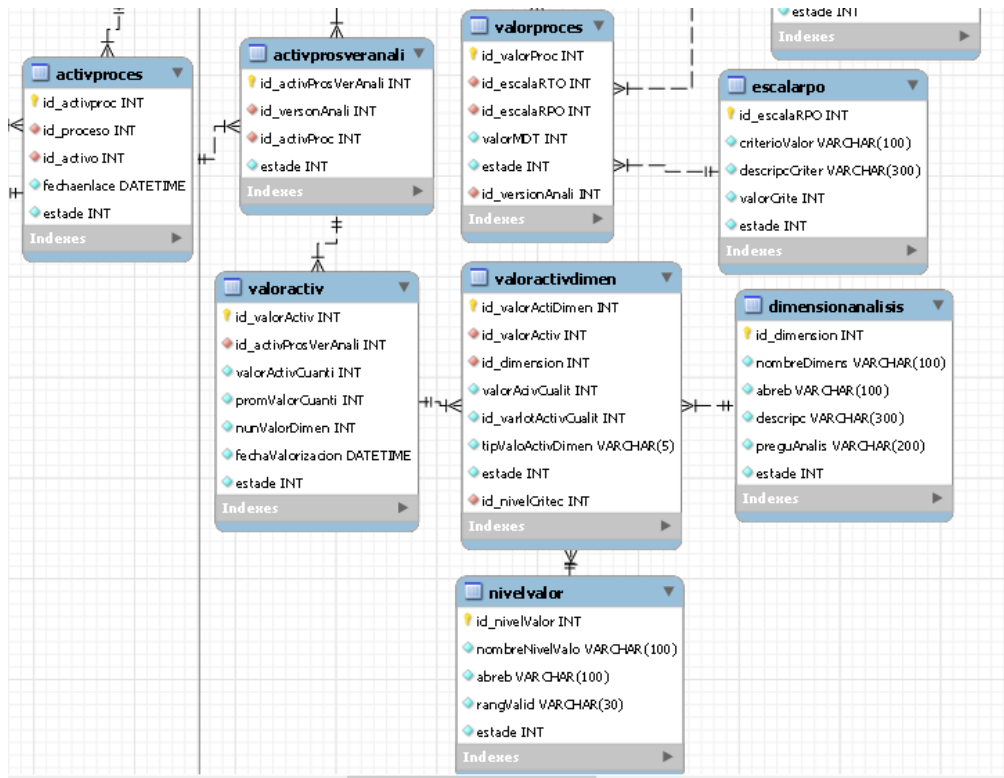 activproces
id_activproc INT
id_proceso INT
id_activo INT
fechaenlace DATETIME
estade INT
Indexes
activprosveranali
id_activProsVerAnali INT
id_versonAnali INT
id_activProc INT
estade INT
Indexes
valorproces
id_valorProc INT
id_escalaRTO INT
id_escalaRPO INT
valorMDT INT
estade INT
id_versionAnali INT
Indexes
estade INT
Indexes
escalarpo
id_escalaRPO INT
criterioValor VARCHAR(100)
descripcCriter VARCHAR(300)
valorCrite INT
estade INT
Indexes
valoractiv
id_valorActiv INT
id_activProsVerAnali INT
valorActivCuanti INT
promValorCuanti INT
nunValorDimen INT
fechaValorizacion DATETIME
estade INT
Indexes
valoractivdimen
id_valorActiDimen INT
id_valorActiv INT
id_dimension INT
valorAcivCualit INT
id_varlotActivCualit INT
tipValoActivDimen VARCHAR(5)
estade INT
id_nivelCritec INT
Indexes
dimensionanalisis
id_dimension INT
nombreDimens VARCHAR(100)
abreb VARCHAR(100)
descripc VARCHAR(300)
preguAnalis VARCHAR(200)
estade INT
Indexes
nivelvalor
id_nivelValor INT
nombreNivelValo VARCHAR(100)
abreb VARCHAR(100)
rangValid VARCHAR(30)
estade INT
Indexes